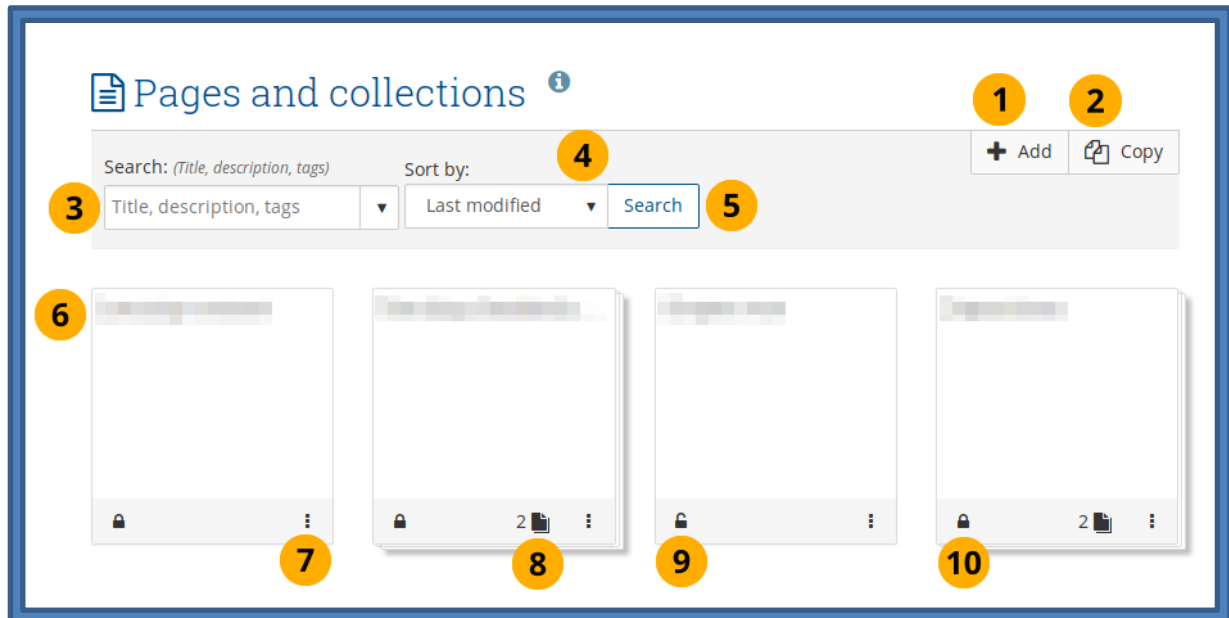 Pages and collections
1 2
Add Copy
Search: (Title, description, tags) Sort by: 4
3 Title, description, tags Last modified Search 5
6
2 2
7 8 9 10